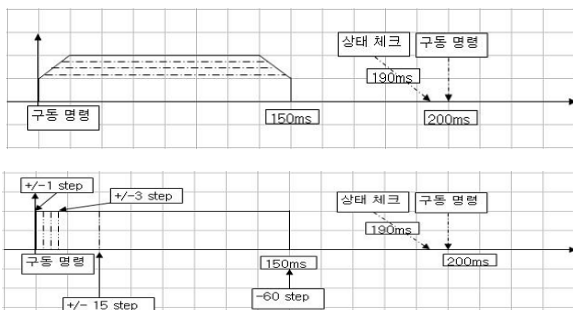 상태 체크
구동 명령
190ms
구동 명령
150ms
200ms
+/-1 step
+/-3 step
상태 체크
구동 명령
190ms
구동 명령
150ms
200ms
+/- 15 step
-60 step